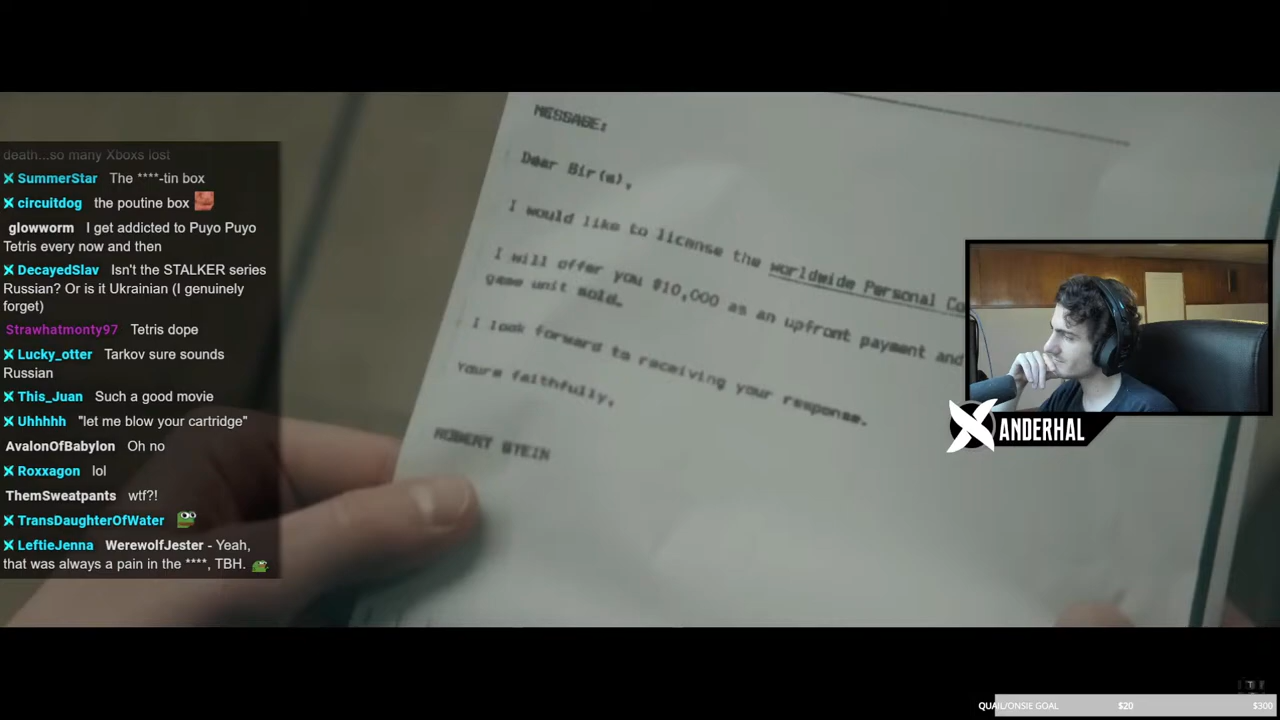 death...so many Xboxs lost
SummerStar The ****-tin box
circuitdog the poutine box
glowworm I get addicted to Puyo Puyo
Tetris every now and then
DecayedSlav Isn't the STALKER series
Russian? Or is it Ukrainian (I genuinely
forget)
Strawhatmonty97 Tetris dope
Lucky_otter Tarkov sure sounds
Russian
This_Juan Such a good movie
Uhhhhh "let me blow your cartridge"
AvalonOfBabylon Oh no
Roxxagon lol
ThemSweatpants wtf?!
TransDaughterOfWater
LeftieJenna WerewolfJester - Yeah,
that was always a pain in the ****, TBH.
MESSAGE:
Dear Sir(s),
I would like to license the worldwide Personal Co
I will offer you $10,000 as an upfront payment and
game unit sold.
I look forward to receiving your response.
Yours faithfully,
ROBERT STEIN
ANDERHAL
QUAIL/ONSIE GOAL $20 $300